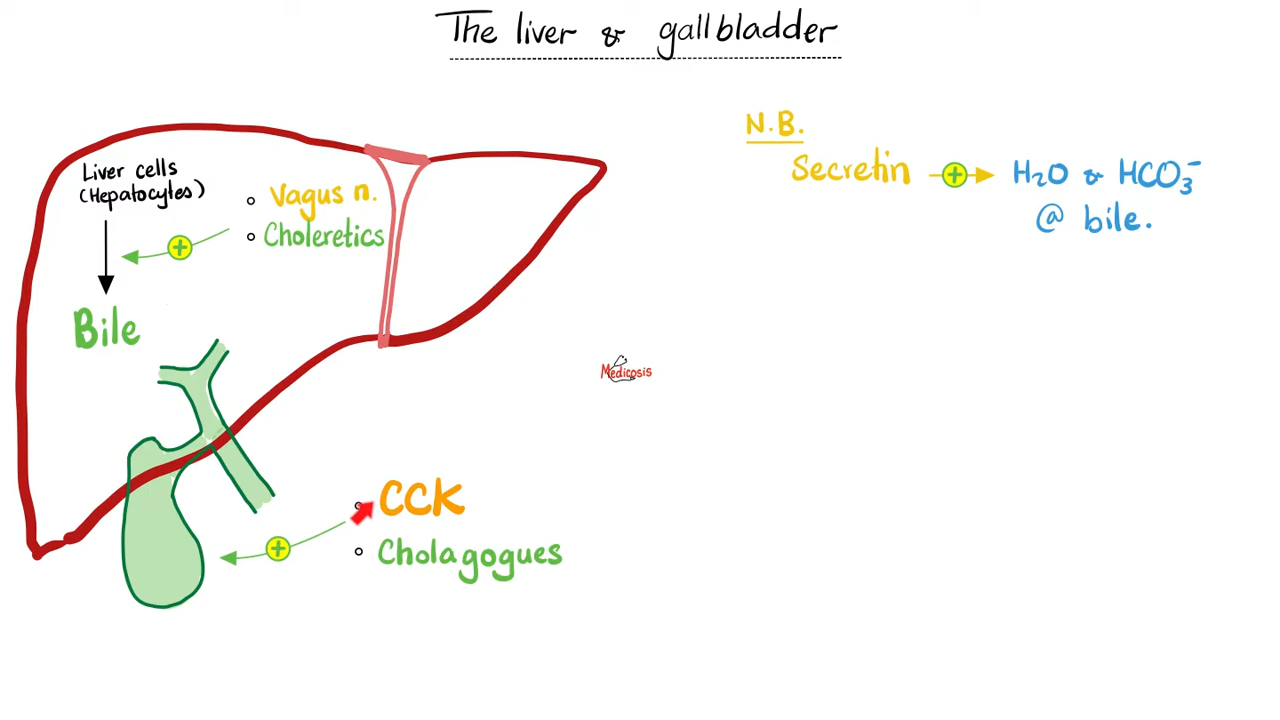 The liver & gallbladder
Liver cells
(Hepatocytes)
Vagus n.
Choleretics
+
Bile
CCK
+
Cholagogues
N.B.
Secretin + H₂O & HCO₃⁻
@ bile.
Medicosis